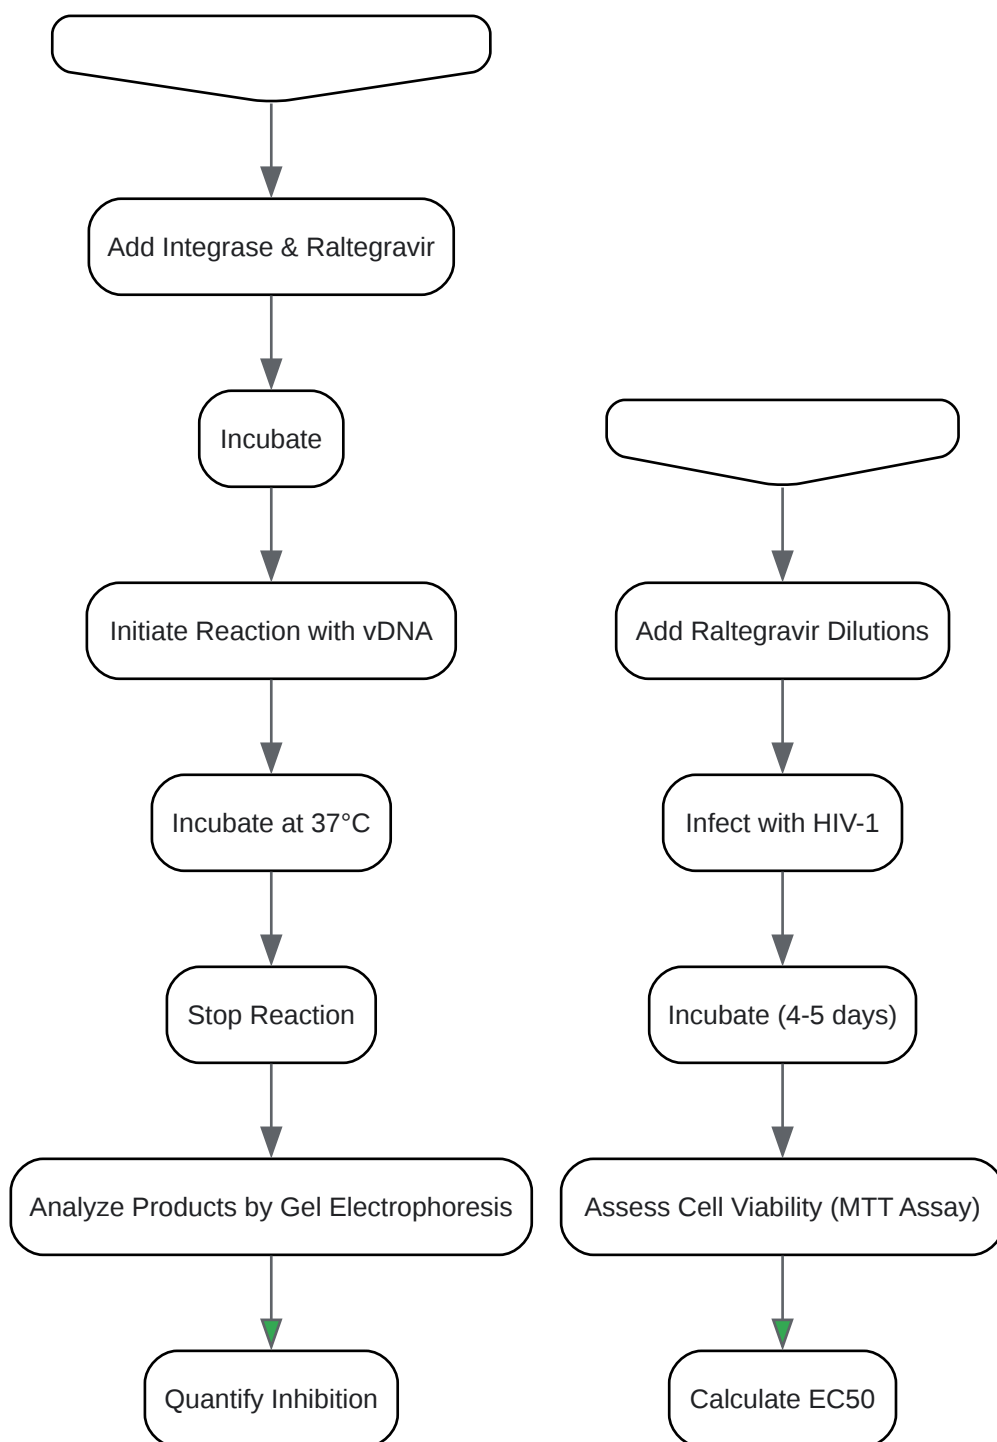 Add Integrase & Raltegravir
Incubate
Initiate Reaction with vDNA
Incubate at 37°C
Stop Reaction
Analyze Products by Gel Electrophoresis
Quantify Inhibition
Add Raltegravir Dilutions
Infect with HIV-1
Incubate (4-5 days)
Assess Cell Viability (MTT Assay)
Calculate EC50